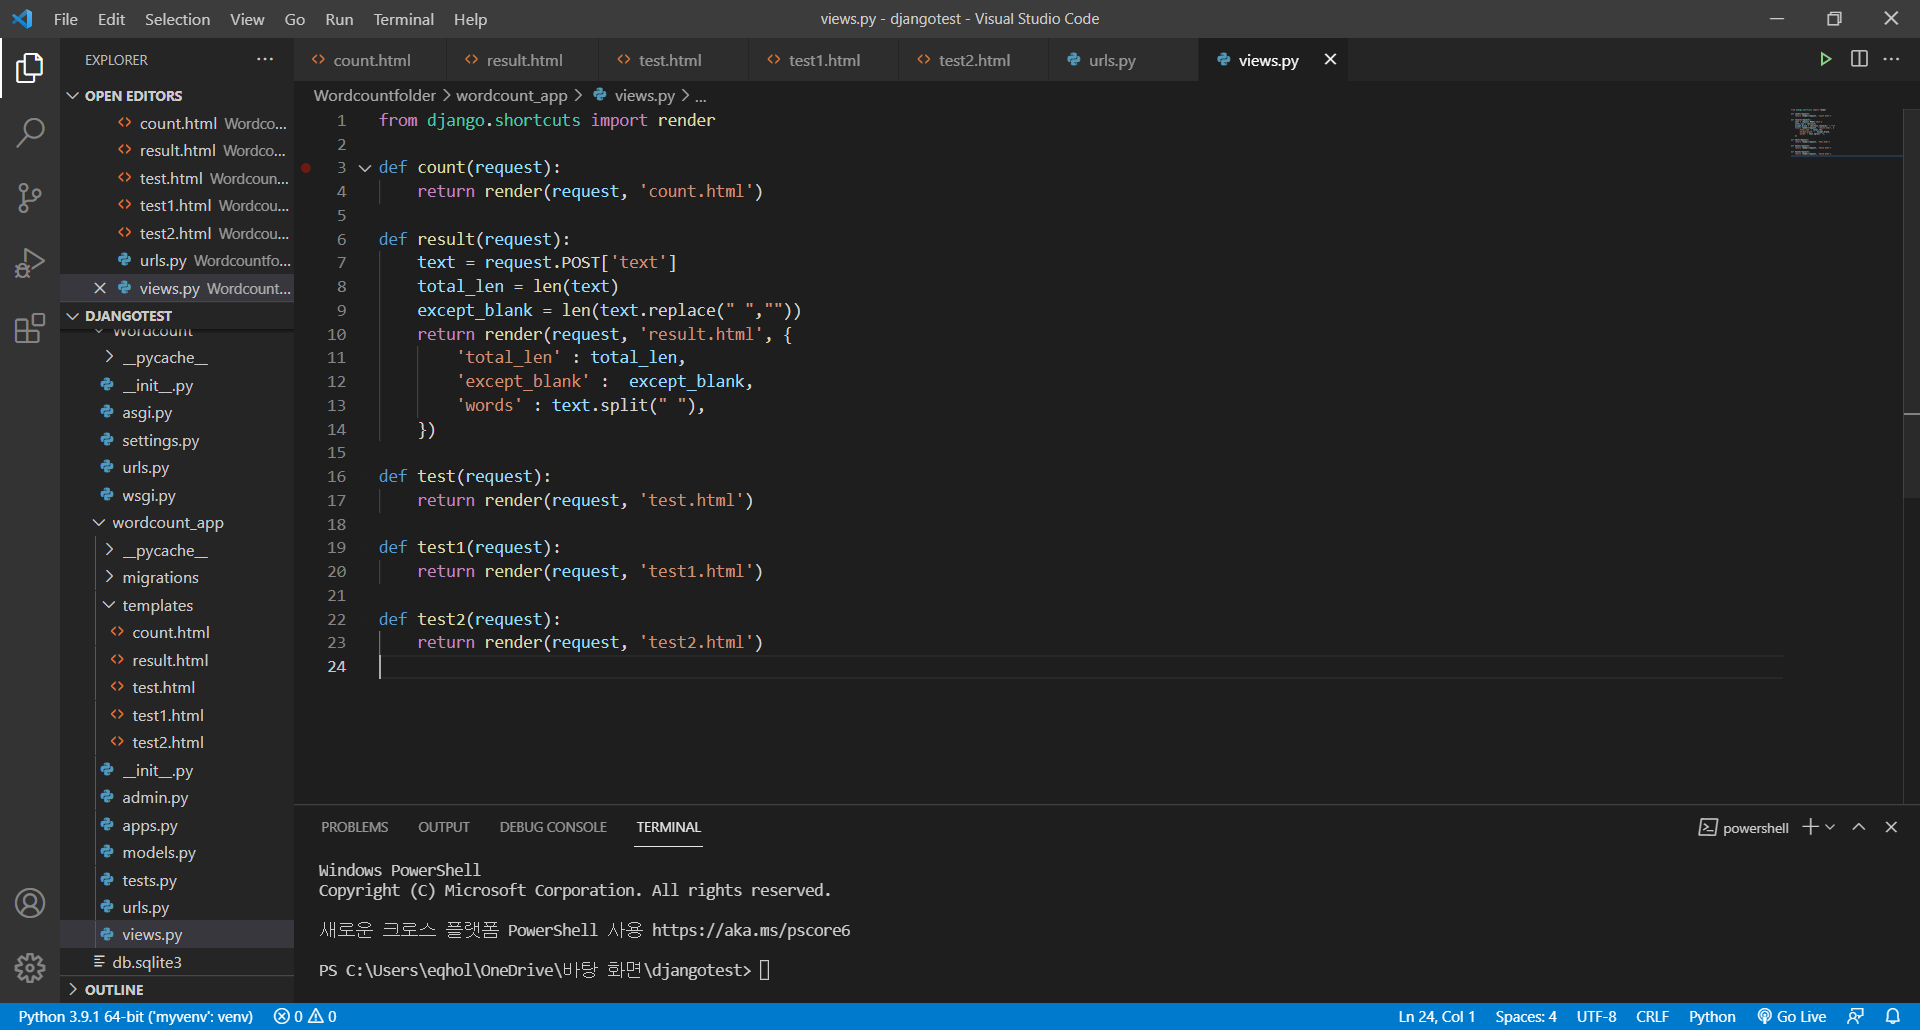 File Edit Selection View Go Run Terminal Help
views.py - djangotest - Visual Studio Code
EXPLORER
OPEN EDITORS
count.html Wordco...
result.html Wordco...
test.html Wordcoun...
test1.html Wordcou...
test2.html Wordcou...
urls.py Wordcountfo...
views.py Wordcount...
DJANGOTEST
Wordcount
__pycache__
__init__.py
asgi.py
settings.py
urls.py
wsgi.py
wordcount_app
__pycache__
migrations
templates
count.html
result.html
test.html
test1.html
test2.html
__init__.py
admin.py
apps.py
models.py
tests.py
urls.py
views.py
db.sqlite3
OUTLINE
count.html result.html test.html test1.html test2.html urls.py views.py
Wordcountfolder > wordcount_app > views.py > ...
1 from django.shortcuts import render
2
3 def count(request):
4     return render(request, 'count.html')
5
6 def result(request):
7     text = request.POST['text']
8     total_len = len(text)
9     except_blank = len(text.replace(" ",""))
10     return render(request, 'result.html', {
11         'total_len' : total_len,
12         'except_blank' :  except_blank,
13         'words' : text.split(" "),
14     })
15
16 def test(request):
17     return render(request, 'test.html')
18
19 def test1(request):
20     return render(request, 'test1.html')
21
22 def test2(request):
23     return render(request, 'test2.html')
24
PROBLEMS OUTPUT DEBUG CONSOLE TERMINAL
powershell
Windows PowerShell
Copyright (C) Microsoft Corporation. All rights reserved.
새로운 크로스 플랫폼 PowerShell 사용 https://aka.ms/pscore6
PS C:\Users\eqhol\OneDrive\바탕 화면\djangotest>
Python 3.9.1 64-bit ('myvenv': venv) 0 0
Ln 24, Col 1 Spaces: 4 UTF-8 CRLF Python Go Live